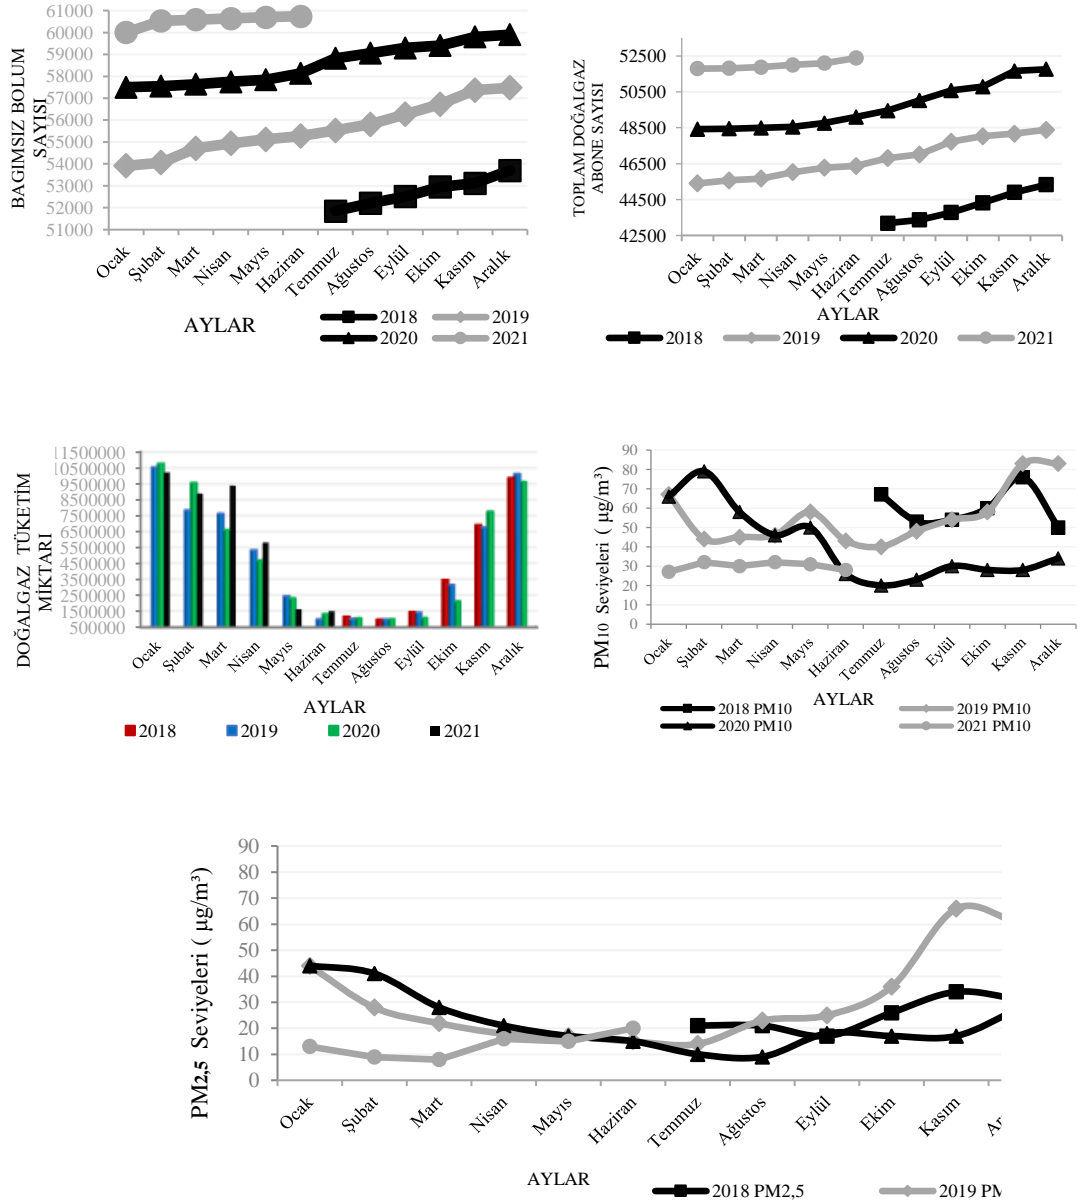 61000
60000
59000
58000
57000
56000
55000
54000
53000
52000
51000
BAGIMSIZ BOLUM
SAYISI
Ocak
Şubat
Mart
Nisan
Mayıs
Haziran
Temmuz
Ağustos
Eylül
Ekim
Kasım
Aralık
AYLAR
2018
2019
2020
2021
52500
50500
48500
46500
44500
42500
TOPLAM DOĞALGAZ
ABONE SAYISI
Ocak
Şubat
Mart
Nisan
Mayıs
Haziran
Temmuz
Ağustos
Eylül
Ekim
Kasım
Aralık
AYLAR
2018
2019
2020
2021
11500000
10500000
9500000
8500000
7500000
6500000
5500000
4500000
3500000
2500000
1500000
500000
DOĞALGAZ TÜKETİM
MİKTARI
Ocak
Şubat
Mart
Nisan
Mayıs
Haziran
Temmuz
Ağustos
Eylül
Ekim
Kasım
Aralık
AYLAR
2018
2019
2020
2021
90
80
70
60
50
40
30
20
10
0
PM10 Seviyeleri ( µg/m³)
Ocak
Şubat
Mart
Nisan
Mayıs
Haziran
Temmuz
Ağustos
Eylül
Ekim
Kasım
Aralık
AYLAR
2018 PM10
2019 PM10
2020 PM10
2021 PM10
90
80
70
60
50
40
30
20
10
0
PM2,5 Seviyeleri ( µg/m³)
Ocak
Şubat
Mart
Nisan
Mayıs
Haziran
Temmuz
Ağustos
Eylül
Ekim
Kasım
Ar
AYLAR
2018 PM2,5
2019 PM